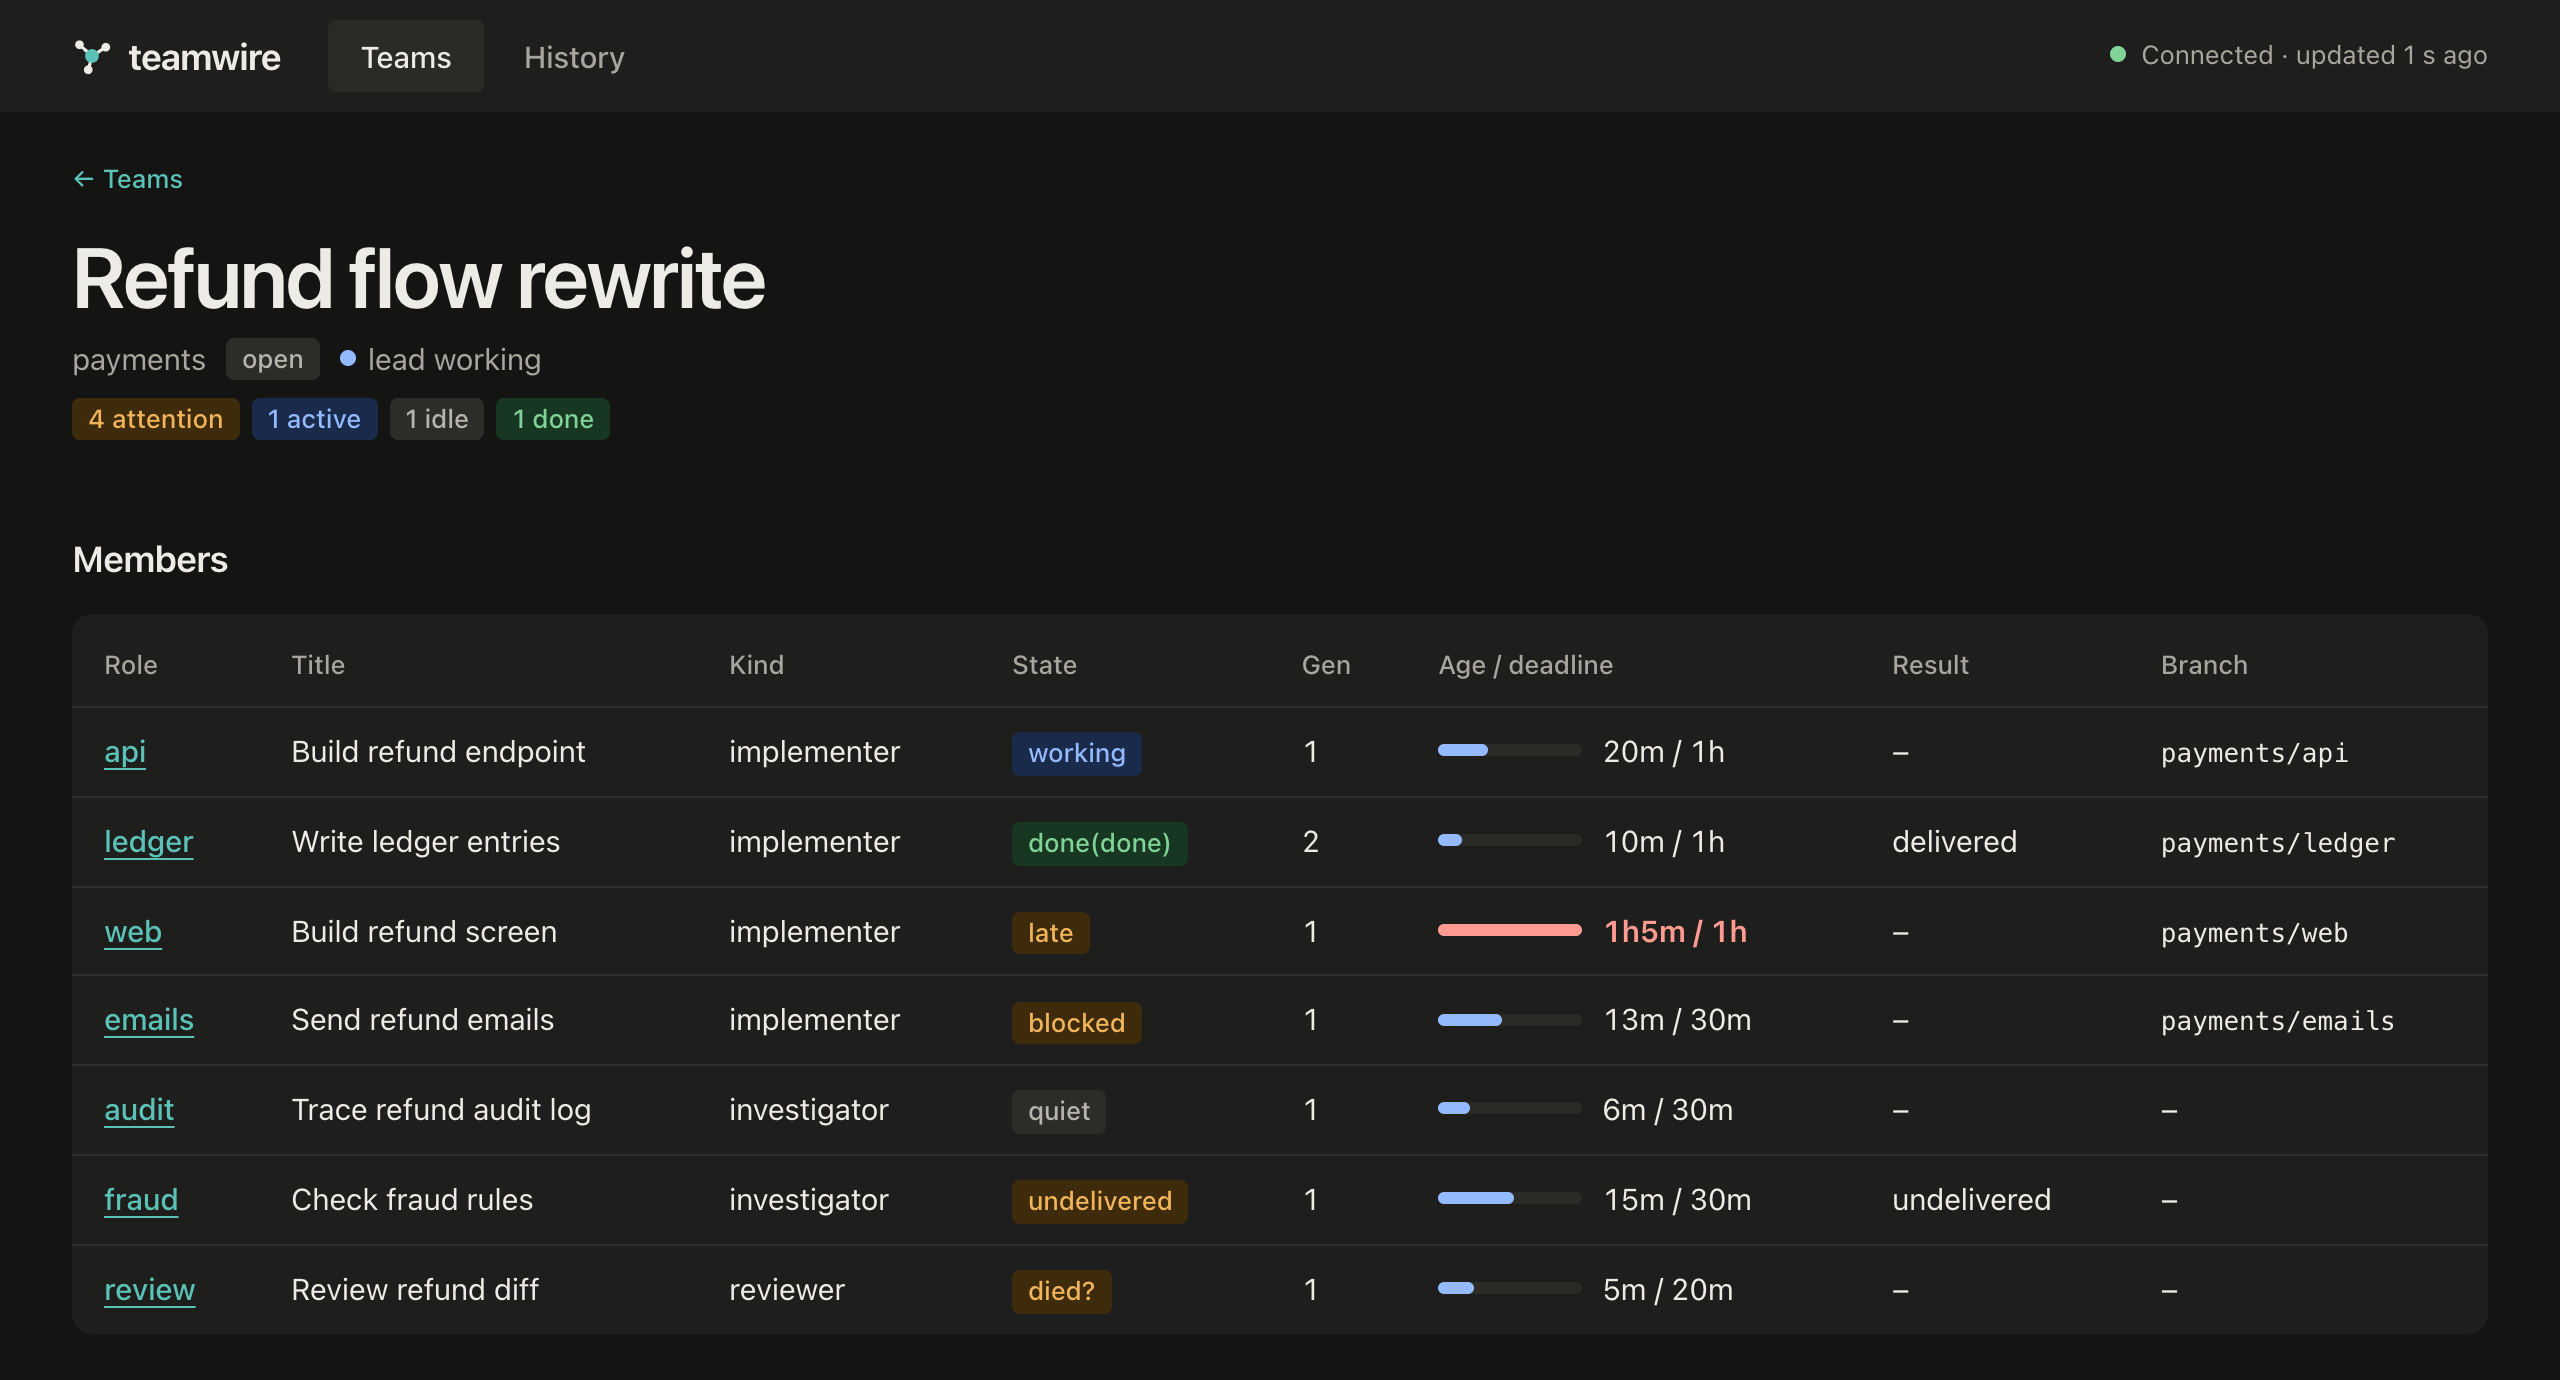 teamwire Teams History Connected · updated 1 s ago
← Teams
Refund flow rewrite
payments open lead working
4 attention 1 active 1 idle 1 done
Members
Role Title Kind State Gen Age / deadline Result Branch
api Build refund endpoint implementer working 1 20m / 1h – payments/api
ledger Write ledger entries implementer done(done) 2 10m / 1h delivered payments/ledger
web Build refund screen implementer late 1 1h5m / 1h – payments/web
emails Send refund emails implementer blocked 1 13m / 30m – payments/emails
audit Trace refund audit log investigator quiet 1 6m / 30m – –
fraud Check fraud rules investigator undelivered 1 15m / 30m undelivered –
review Review refund diff reviewer died? 1 5m / 20m – –